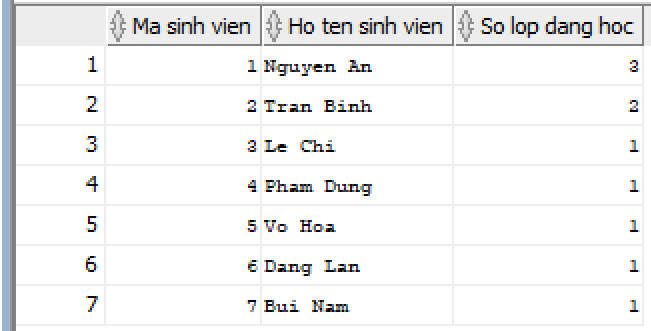 Ma sinh vien Ho ten sinh vien So lop dang hoc
1 1 Nguyen An 3
2 2 Tran Binh 2
3 3 Le Chi 1
4 4 Pham Dung 1
5 5 Vo Hoa 1
6 6 Dang Lan 1
7 7 Bui Nam 1